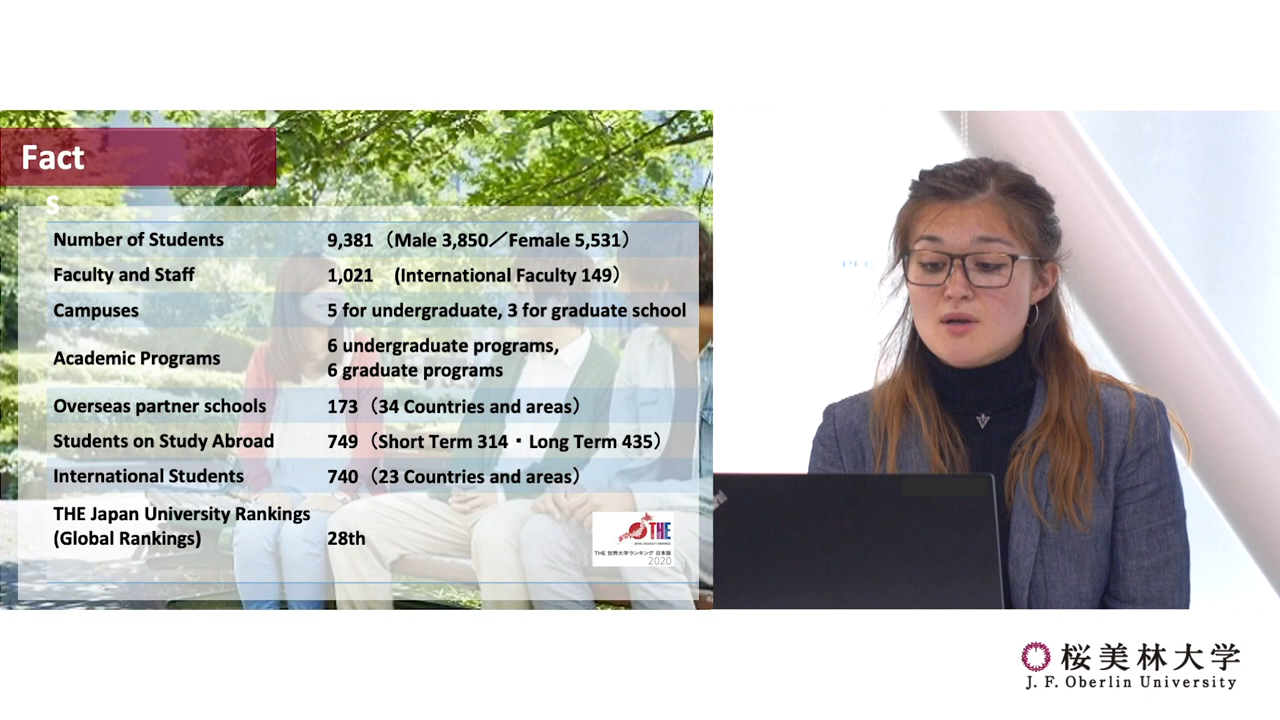 Fact
s
Number of Students 9,381（Male 3,850／Female 5,531）
Faculty and Staff 1,021　(International Faculty 149）
Campuses 5 for undergraduate, 3 for graduate school
Academic Programs 6 undergraduate programs,
6 graduate programs
Overseas partner schools 173（34 Countries and areas）
Students on Study Abroad 749（Short Term 314・Long Term 435）
International Students 740（23 Countries and areas）
THE Japan University Rankings
(Global Rankings) 28th
THE
THE 世界大学ランキング 日本版
2020
桜美林大学
J. F. Oberlin University